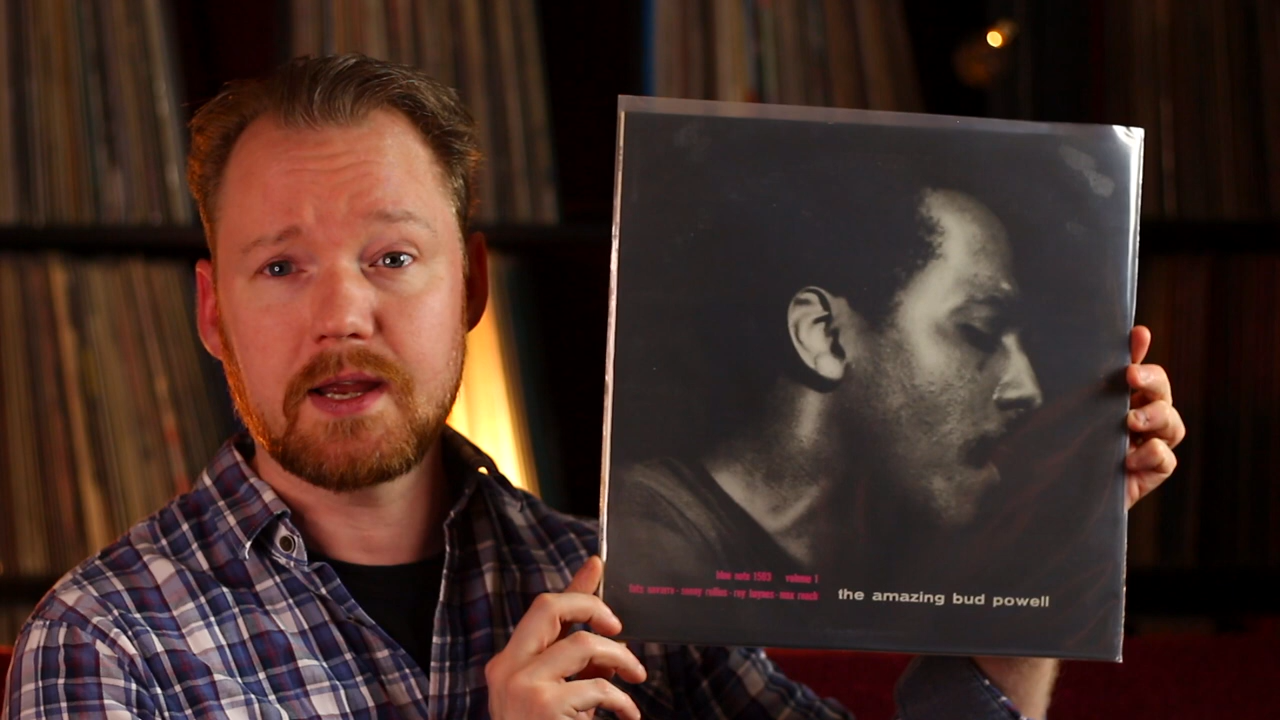 blue note 1503 volume 1
fats navarro · sonny rollins · roy haynes · max roach
the amazing bud powell